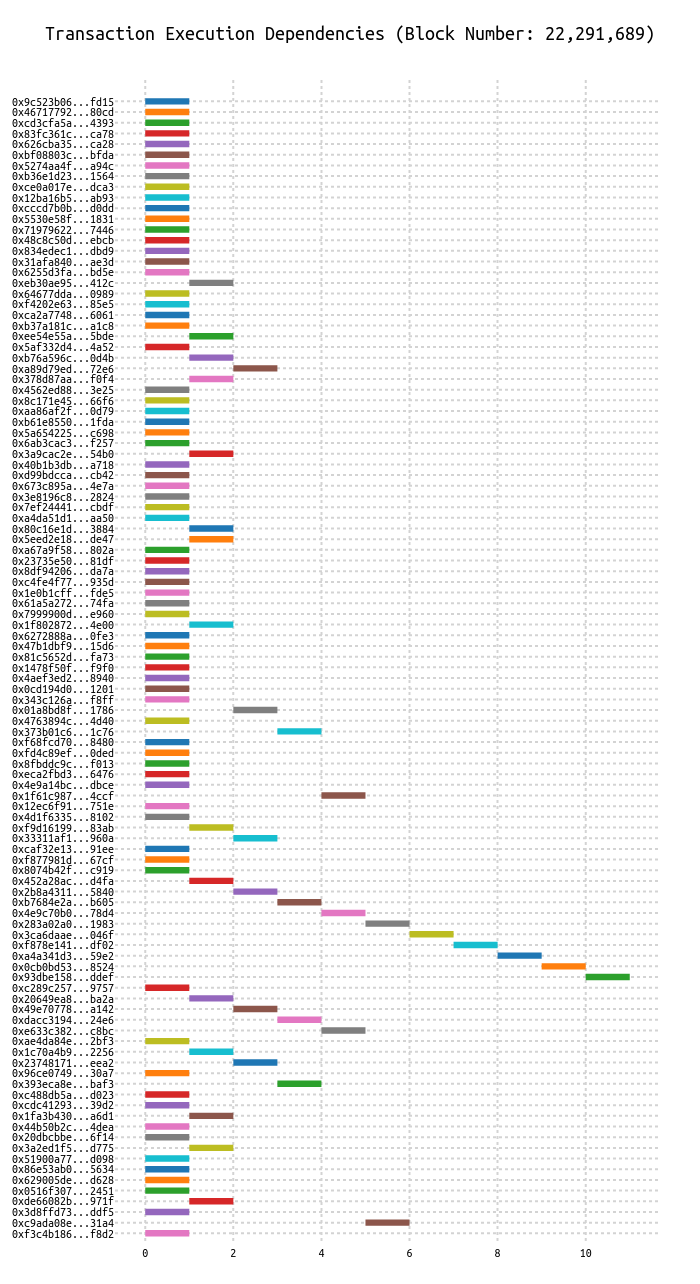 Transaction Execution Dependencies (Block Number: 22,291,689)
0x9c523b06...fd15
0x46717792...80cd
0xcd3cfa5a...4393
0x83fc361c...ca78
0x626cba35...ca28
0xbf08803c...bfda
0x5274aa4f...a94c
0xb36e1d23...1564
0xce0a017e...dca3
0x12ba16b5...ab93
0xcccd7b0b...d0dd
0x5530e58f...1831
0x71979622...7446
0x48c8c50d...ebcb
0x834edec1...dbd9
0x31afa840...ae3d
0x6255d3fa...bd5e
0xeb30ae95...412c
0x64677dda...0989
0xf4202e63...85e5
0xca2a7748...6061
0xb37a181c...a1c8
0xee54e55a...5bde
0x5af332d4...4a52
0xb76a596c...0d4b
0xa89d79ed...72e6
0x378d87aa...f0f4
0x4562ed88...3e25
0x8c171e45...66f6
0xaa86af2f...0d79
0xb61e8550...1fda
0x5a654225...c698
0x6ab3cac3...f257
0x3a9cac2e...54b0
0x40b1b3db...a718
0xd99bdcca...cb42
0x673c895a...4e7a
0x3e8196c8...2824
0x7ef24441...cbdf
0xa4da51d1...aa50
0x80c16e1d...3884
0x5eed2e18...de47
0xa67a9f58...802a
0x23735e50...81df
0x8df94206...da7a
0xc4fe4f77...935d
0x1e0b1cff...fde5
0x61a5a272...74fa
0x7999900d...e960
0x1f802872...4e00
0x6272888a...0fe3
0x47b1dbf9...15d6
0x81c5652d...fa73
0x1478f50f...f9f0
0x4aef3ed2...8940
0x0cd194d0...1201
0x343c126a...f8ff
0x01a8bd8f...1786
0x4763894c...4d40
0x373b01c6...1c76
0xf68fcd70...8480
0xfd4c89ef...0ded
0x8fbddc9c...f013
0xeca2fbd3...6476
0x4e9a14bc...dbce
0x1f61c987...4ccf
0x12ec6f91...751e
0x4d1f6335...8102
0xf9d16199...83ab
0x33311af1...960a
0xcaf32e13...91ee
0xf877981d...67cf
0x8074b42f...c919
0x452a28ac...d4fa
0x2b8a4311...5840
0xb7684e2a...b605
0x4e9c70b0...78d4
0x283a02a0...1983
0x3ca6daae...046f
0xf878e141...df02
0xa4a341d3...59e2
0x0cb0bd53...8524
0x93dbe158...ddef
0xc289c257...9757
0x20649ea8...ba2a
0x49e70778...a142
0xdacc3194...24e6
0xe633c382...c8bc
0xae4da84e...2bf3
0x1c70a4b9...2256
0x23748171...eea2
0x96ce0749...30a7
0x393eca8e...baf3
0xc488db5a...d023
0xcdc41293...39d2
0x1fa3b430...a6d1
0x44b50b2c...4dea
0x20dbcbbe...6f14
0x3a2ed1f5...d775
0x51900a77...d098
0x86e53ab0...5634
0x629005de...d628
0x0516f307...2451
0xde66082b...971f
0x3d8ffd73...ddf5
0xc9ada08e...31a4
0xf3c4b186...f8d2
0 2 4 6 8 10